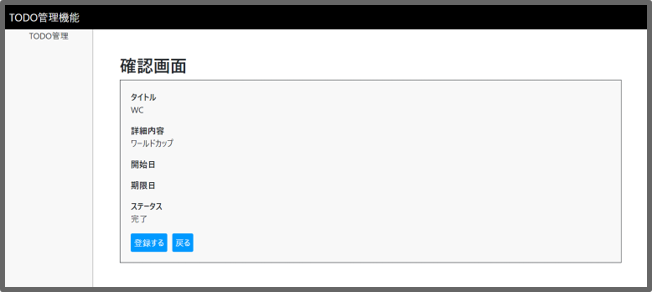 TODO管理機能
TODO管理
確認画面
タイトル
WC
詳細内容
ワールドカップ
開始日
期限日
ステータス
完了
登録する 戻る